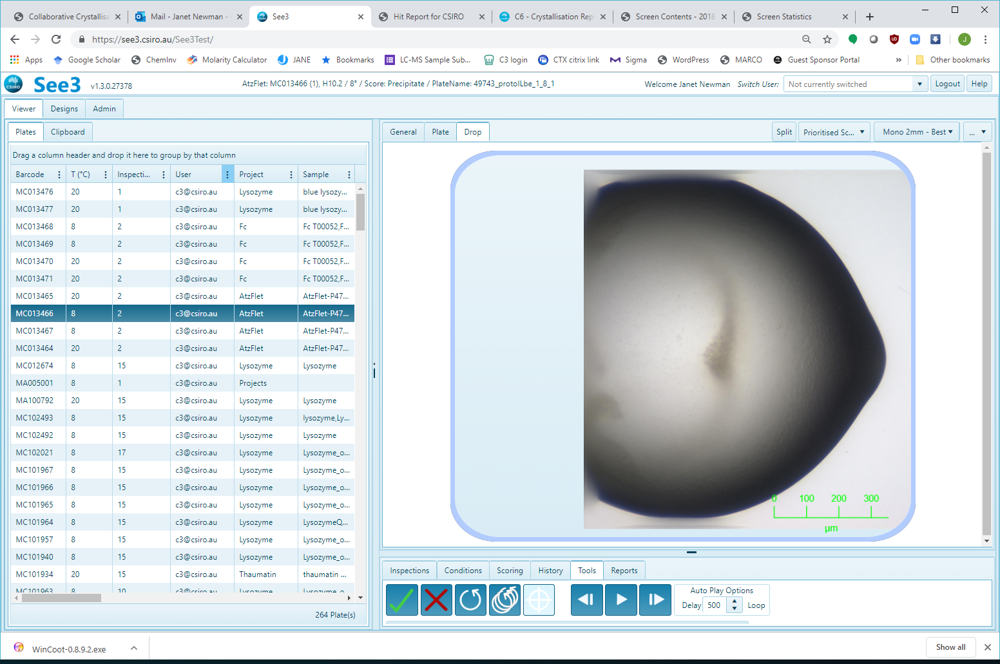 Collaborative Crystallisa
Mail - Janet Newman -
See3
Hit Report for CSIRO
C6 - Crystallisation Rep
Screen Contents - 2018
Screen Statistics
https://see3.csiro.au/See3Test/
J
Apps
Google Scholar
ChemInv
Molarity Calculator
JANE
Bookmarks
LC-MS Sample Sub...
C3 login
CTX citrix link
Sigma
WordPress
MARCO
Guest Sponsor Portal
»
Other bookmarks
CSIRO
See3
v1.3.0.27378
AtzFlet: MC013466 (1), H10.2 / 8° / Score: Precipitate / PlateName: 49743_protoILbe_1_8_1
Welcome Janet Newman
Switch User:
Not currently switched
Logout
Help
Viewer
Designs
Admin
Plates
Clipboard
General
Plate
Drop
Split
Prioritised Sc...
Mono 2mm - Best
...
Drag a column header and drop it here to group by that column
Barcode T (°C) Inspecti... User Project Sample
MC013476 20 1 c3@csiro.au Lysozyme blue lysozy...
MC013477 20 1 c3@csiro.au Lysozyme blue lysozy...
MC013468 8 2 c3@csiro.au Fc Fc T00052,F...
MC013469 8 2 c3@csiro.au Fc Fc T00052,F...
MC013470 20 2 c3@csiro.au Fc Fc T00052,F...
MC013471 20 2 c3@csiro.au Fc Fc T00052,F...
MC013465 20 2 c3@csiro.au AtzFlet AtzFlet-P47...
MC013466 8 2 c3@csiro.au AtzFlet AtzFlet-P47...
MC013467 8 2 c3@csiro.au AtzFlet AtzFlet-P47...
MC013464 20 2 c3@csiro.au AtzFlet AtzFlet-P47...
MC012674 8 15 c3@csiro.au Lysozyme Lysozyme
MA005001 8 1 c3@csiro.au Projects
MA100792 20 15 c3@csiro.au Lysozyme Lysozyme
MC102493 8 15 c3@csiro.au Lysozyme lysozyme,Ly...
MC102492 8 15 c3@csiro.au Lysozyme Lysozyme
MC102021 8 17 c3@csiro.au Lysozyme Lysozyme_o...
MC101967 8 15 c3@csiro.au Lysozyme Lysozyme_o...
MC101966 8 15 c3@csiro.au Lysozyme Lysozyme_o...
MC101965 8 15 c3@csiro.au Lysozyme Lysozyme_o...
MC101964 8 15 c3@csiro.au Lysozyme LysozymeQ...
MC101957 8 15 c3@csiro.au Lysozyme Lysozyme_o...
MC101940 8 15 c3@csiro.au Lysozyme Lysozyme_o...
MC101934 20 15 c3@csiro.au Thaumatin thaumatin ...
MC101963 8 10 c3@csiro.au Lysozyme Lysozyme_o...
264 Plate(s)
0 100 200 300
µm
Inspections
Conditions
Scoring
History
Tools
Reports
Auto Play Options
Delay 500 Loop
WinCoot-0.8.9.2.exe
Show all